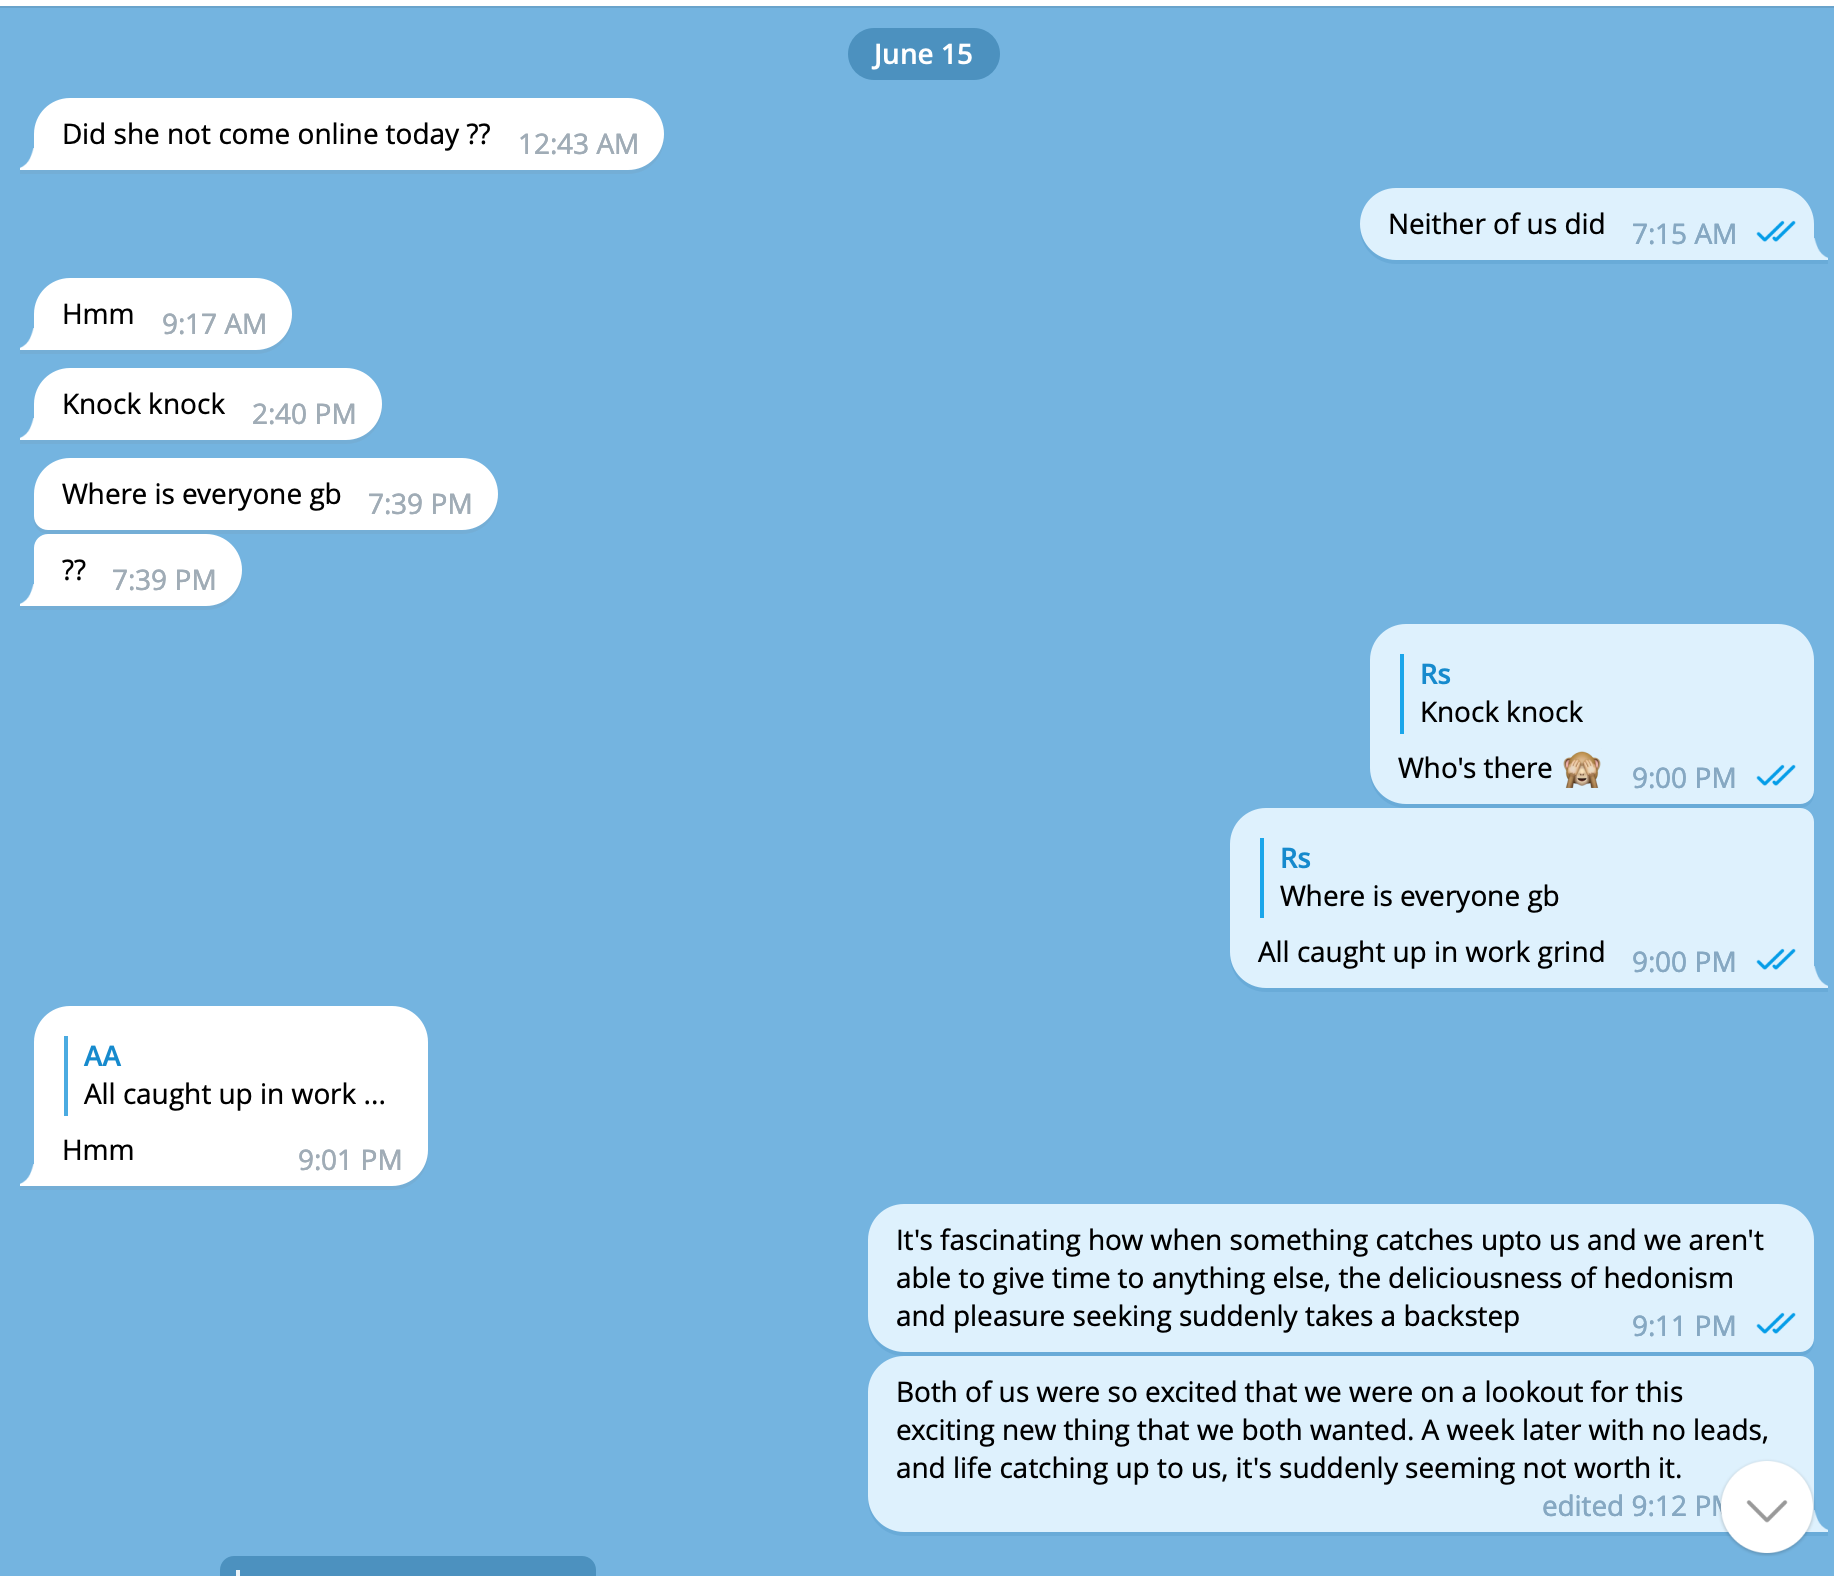 June 15
Did she not come online today ?? 12:43 AM
Neither of us did 7:15 AM
Hmm 9:17 AM
Knock knock 2:40 PM
Where is everyone gb 7:39 PM
?? 7:39 PM
Rs
Knock knock
Who's there 🙈 9:00 PM
Rs
Where is everyone gb
All caught up in work grind 9:00 PM
AA
All caught up in work ...
Hmm 9:01 PM
It's fascinating how when something catches upto us and we aren't
able to give time to anything else, the deliciousness of hedonism
and pleasure seeking suddenly takes a backstep 9:11 PM
Both of us were so excited that we were on a lookout for this
exciting new thing that we both wanted. A week later with no leads,
and life catching up to us, it's suddenly seeming not worth it.
edited 9:12 P